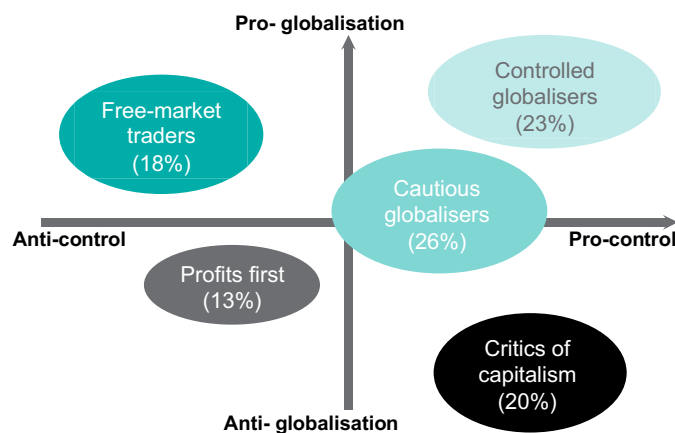 Pro- globalisation
Controlled
globalisers
(23%)
Free-market
traders
(18%)
Cautious
globalisers
(26%)
Anti-control
Pro-control
Profits first
(13%)
Critics of
capitalism
(20%)
Anti- globalisation